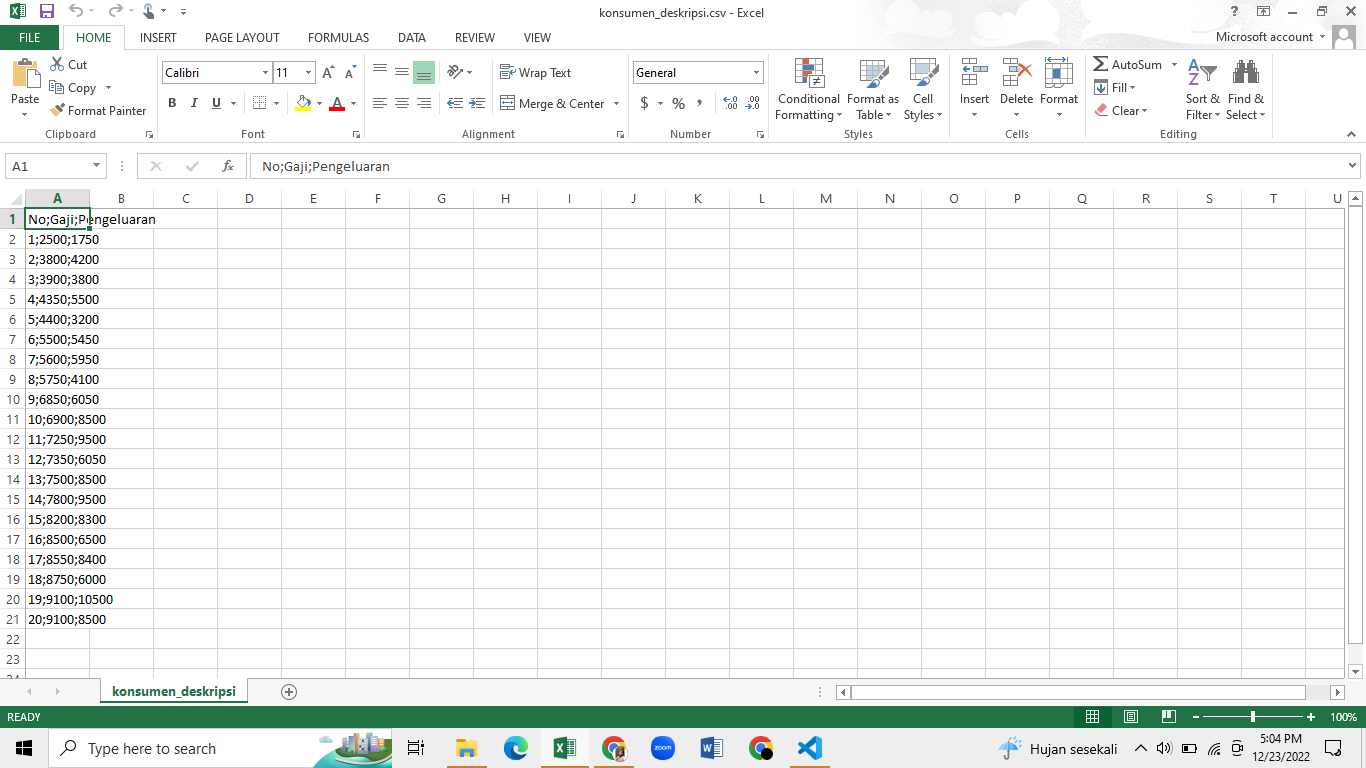 konsumen_deskripsi.csv - Excel
?
FILE HOME INSERT PAGE LAYOUT FORMULAS DATA REVIEW VIEW Microsoft account
Paste
Cut
Copy
Format Painter
Clipboard
Calibri 11
B I U
Font
Wrap Text
Merge & Center
Alignment
General
$ % ,
Number
Conditional Formatting
Format as Table
Cell Styles
Styles
Insert Delete Format
Cells
AutoSum
Fill
Clear
Sort & Filter
Find & Select
Editing
A1 fx No;Gaji;Pengeluaran
A B C D E F G H I J K L M N O P Q R S T U
1 No;Gaji;Pengeluaran
2 1;2500;1750
3 2;3800;4200
4 3;3900;3800
5 4;4350;5500
6 5;4400;3200
7 6;5500;5450
8 7;5600;5950
9 8;5750;4100
10 9;6850;6050
11 10;6900;8500
12 11;7250;9500
13 12;7350;6050
14 13;7500;8500
15 14;7800;9500
16 15;8200;8300
17 16;8500;6500
18 17;8550;8400
19 18;8750;6000
20 19;9100;10500
21 20;9100;8500
22
23
konsumen_deskripsi
READY 100%
Type here to search
zoom
Hujan sesekali
5:04 PM
12/23/2022